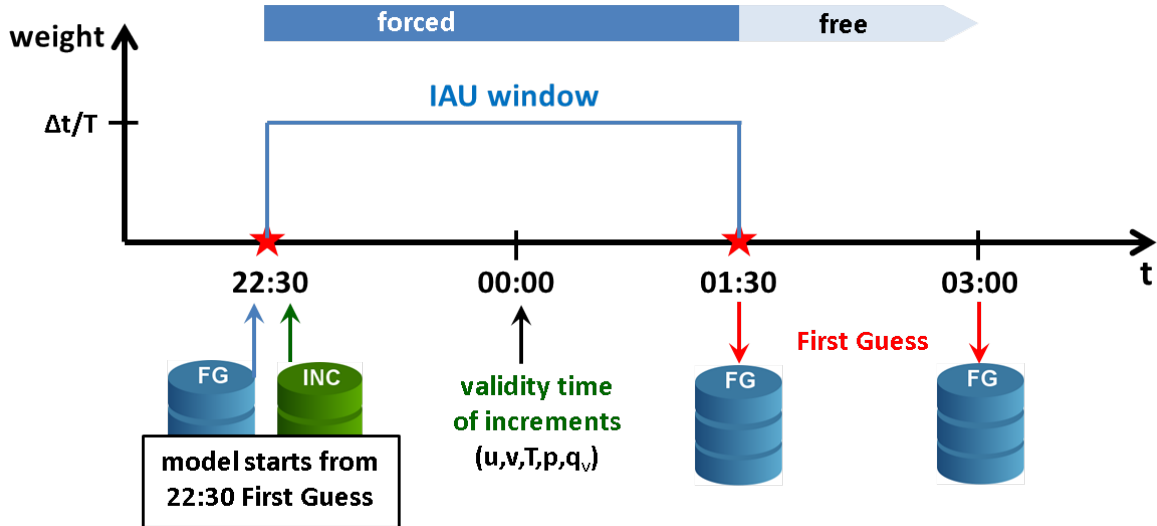 forced
free
weight
IAU window
Δt/T
22:30
00:00
01:30
03:00
t
First Guess
FG
INC
validity time
of increments
(u,v,T,p,qᵥ)
FG
FG
model starts from
22:30 First Guess